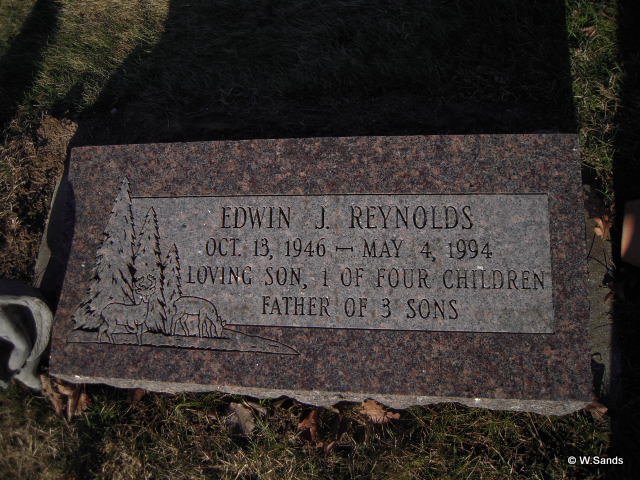 EDWIN J. REYNOLDS
OCT. 13, 1946 — MAY 4, 1994
LOVING SON, 1 OF FOUR CHILDREN
FATHER OF 3 SONS
© W.Sands